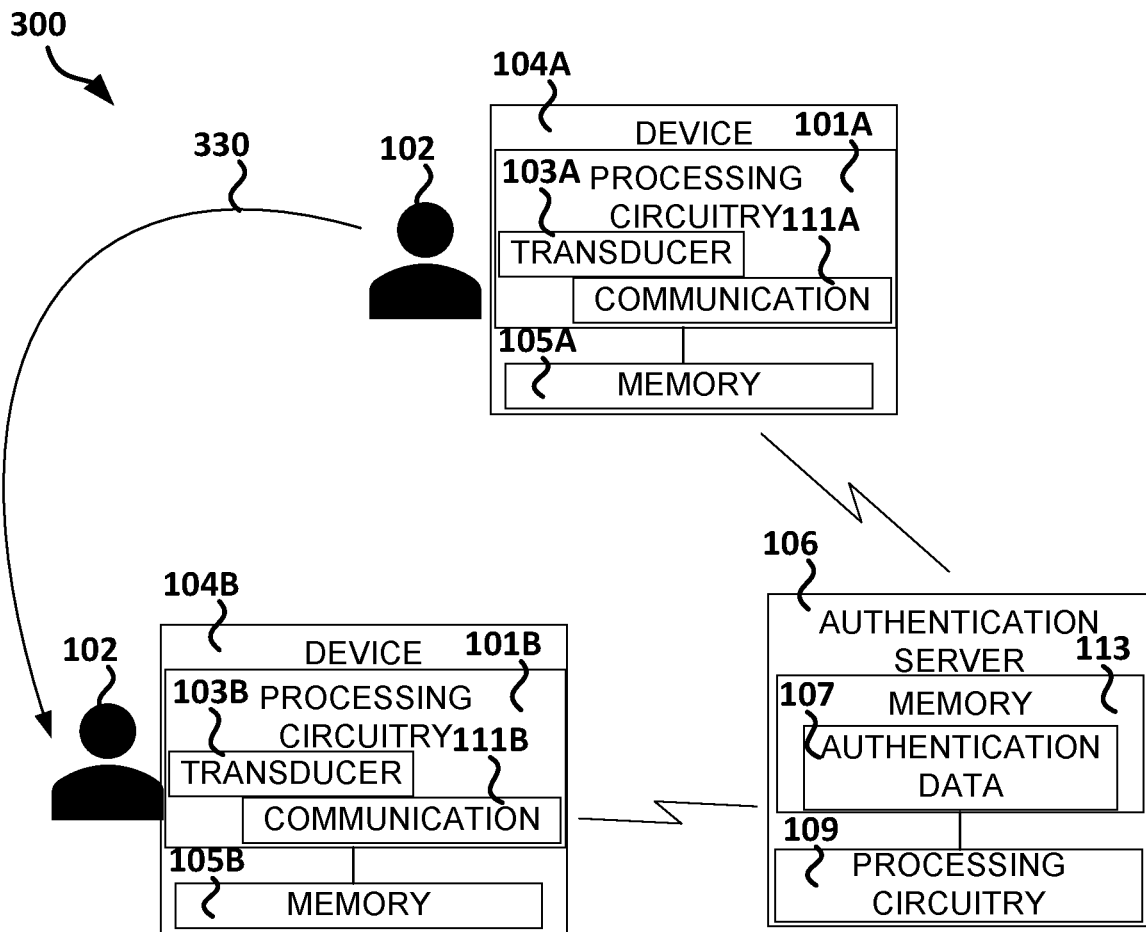 300
104A
DEVICE
101A
330
102
103A
PROCESSING
CIRCUITRY
111A
TRANSDUCER
COMMUNICATION
105A
MEMORY
106
AUTHENTICATION
SERVER
113
107
MEMORY
AUTHENTICATION
DATA
109
PROCESSING
CIRCUITRY
104B
102
DEVICE
101B
103B
PROCESSING
CIRCUITRY
111B
TRANSDUCER
COMMUNICATION
105B
MEMORY